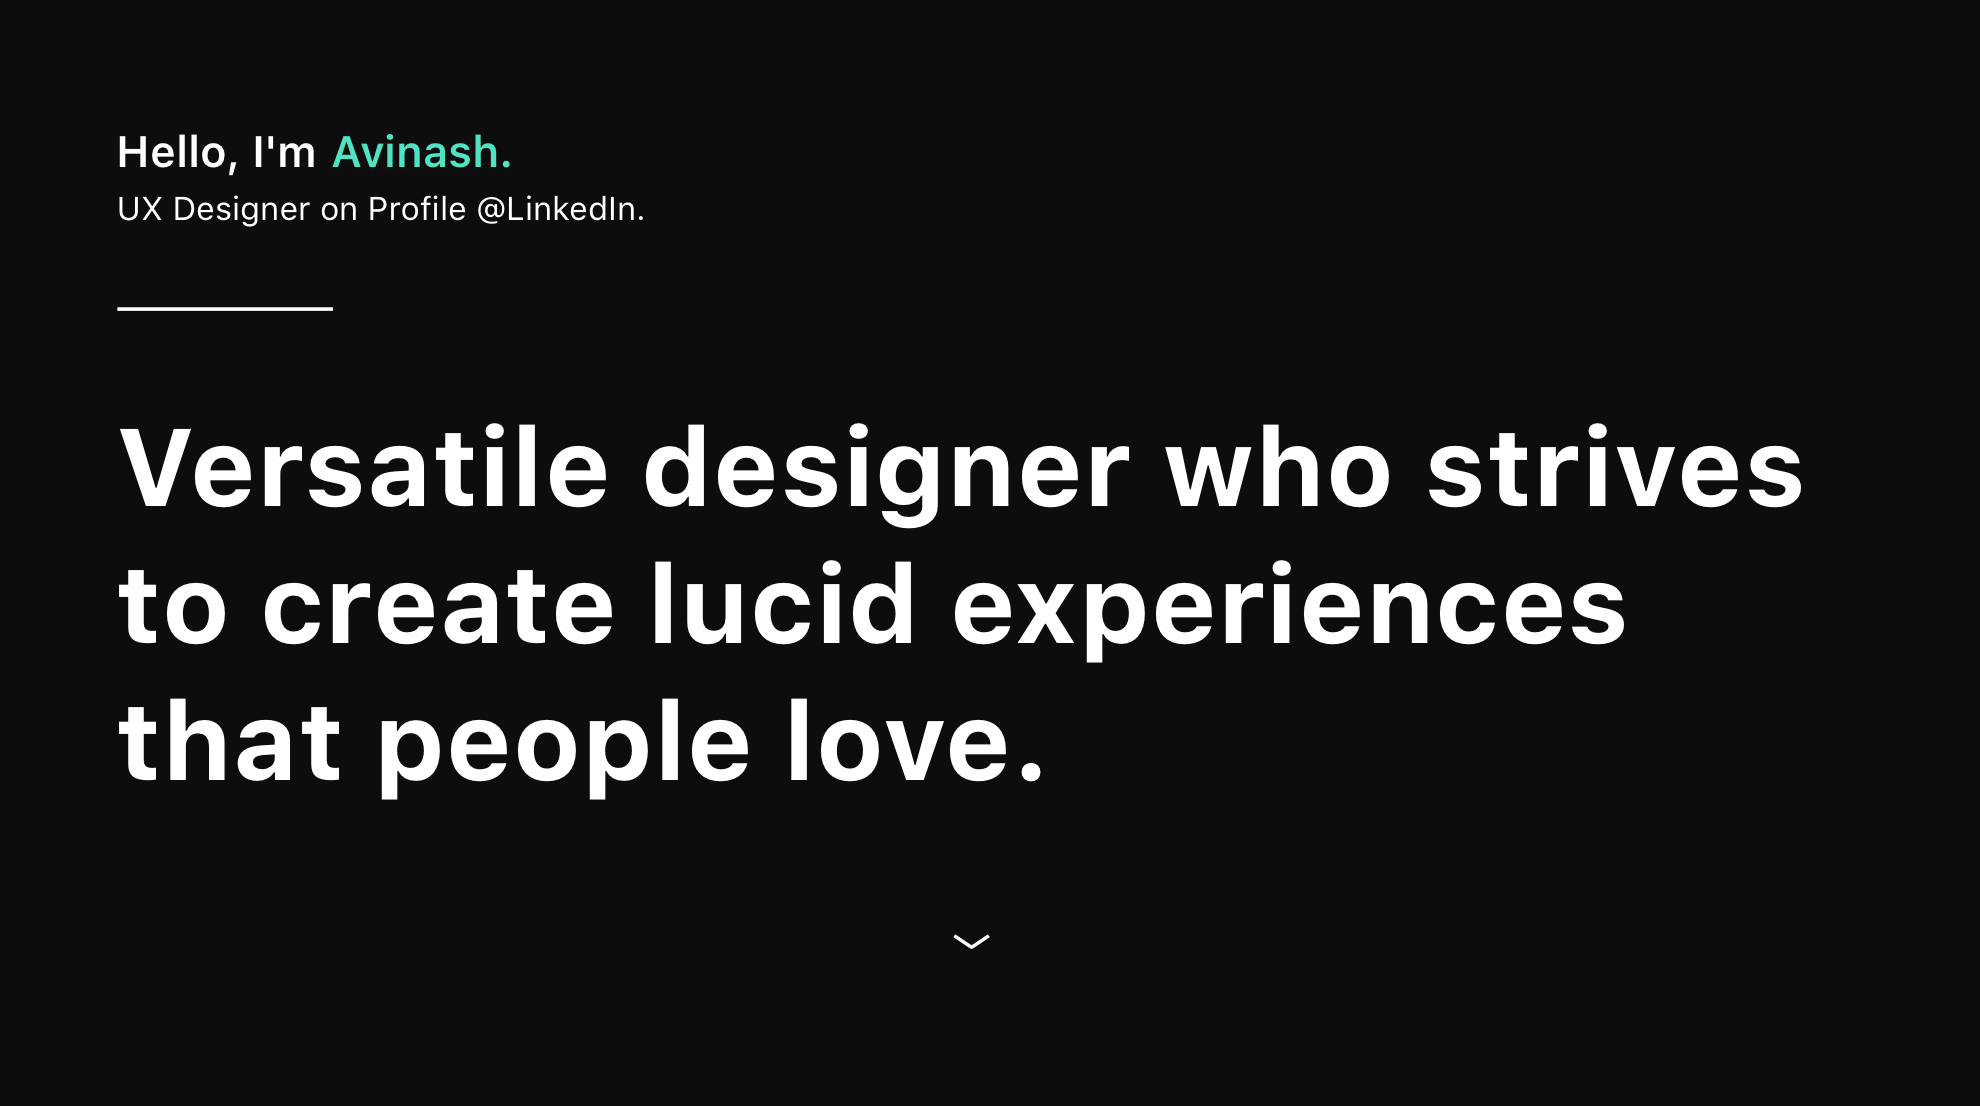 Hello, I'm Avinash.
UX Designer on Profile @LinkedIn.
Versatile designer who strives
to create lucid experiences
that people love.